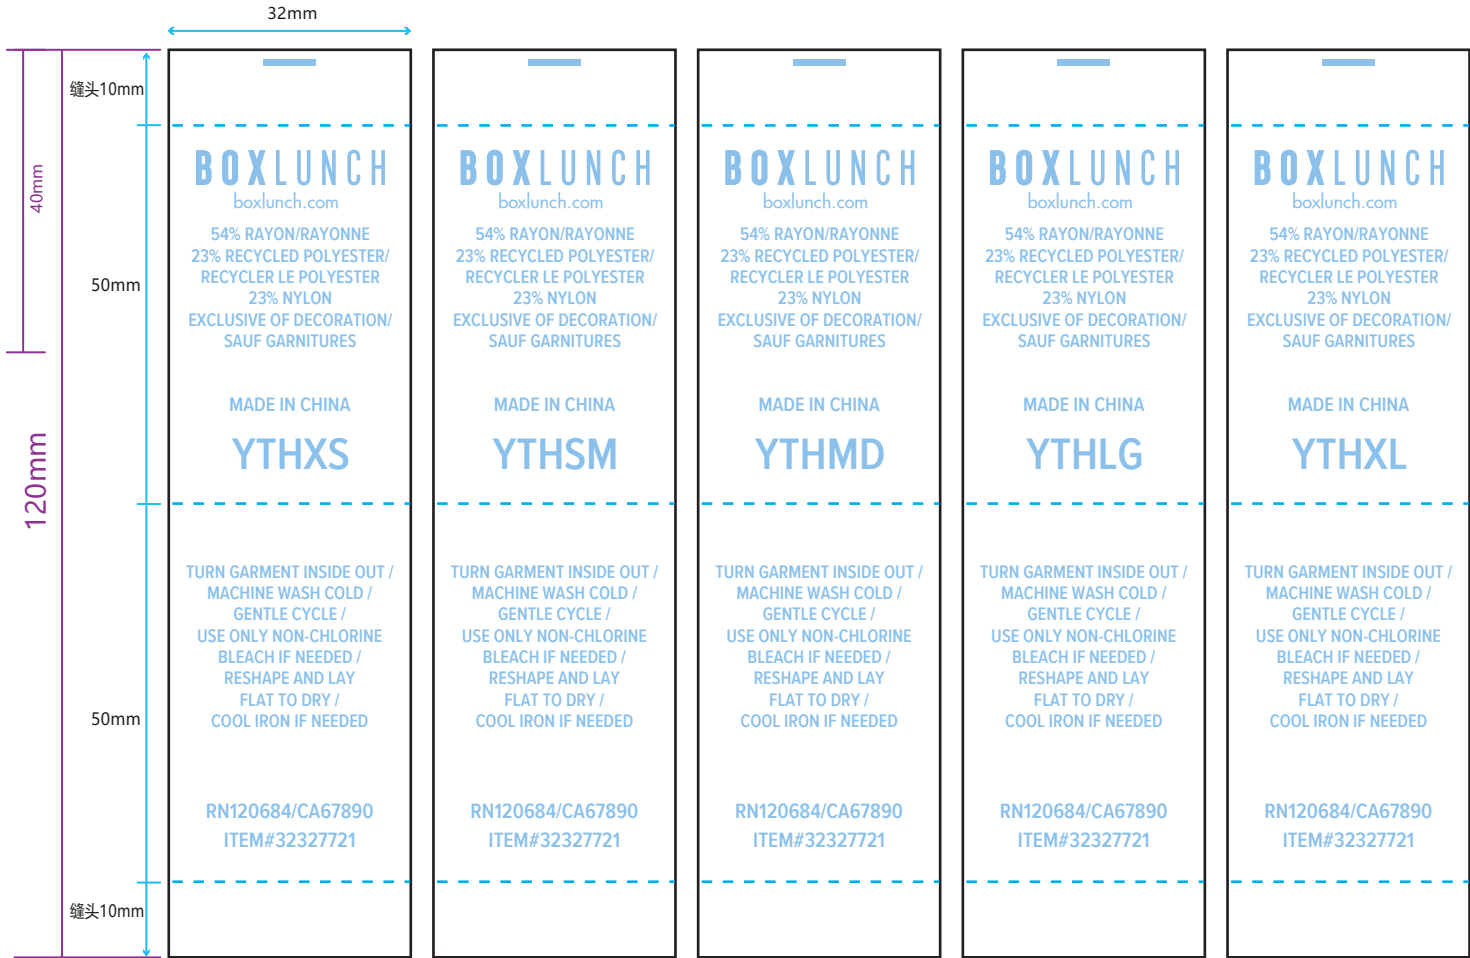 32mm
缝头10mm
40mm
50mm
120mm
50mm
缝头10mm
BOXLUNCH
boxlunch.com
54% RAYON/RAYONNE
23% RECYCLED POLYESTER/
RECYCLER LE POLYESTER
23% NYLON
EXCLUSIVE OF DECORATION/
SAUF GARNITURES
MADE IN CHINA
YTHXS
TURN GARMENT INSIDE OUT /
MACHINE WASH COLD /
GENTLE CYCLE /
USE ONLY NON-CHLORINE
BLEACH IF NEEDED /
RESHAPE AND LAY
FLAT TO DRY /
COOL IRON IF NEEDED
RN120684/CA67890
ITEM#32327721
BOXLUNCH
boxlunch.com
54% RAYON/RAYONNE
23% RECYCLED POLYESTER/
RECYCLER LE POLYESTER
23% NYLON
EXCLUSIVE OF DECORATION/
SAUF GARNITURES
MADE IN CHINA
YTHSM
TURN GARMENT INSIDE OUT /
MACHINE WASH COLD /
GENTLE CYCLE /
USE ONLY NON-CHLORINE
BLEACH IF NEEDED /
RESHAPE AND LAY
FLAT TO DRY /
COOL IRON IF NEEDED
RN120684/CA67890
ITEM#32327721
BOXLUNCH
boxlunch.com
54% RAYON/RAYONNE
23% RECYCLED POLYESTER/
RECYCLER LE POLYESTER
23% NYLON
EXCLUSIVE OF DECORATION/
SAUF GARNITURES
MADE IN CHINA
YTHMD
TURN GARMENT INSIDE OUT /
MACHINE WASH COLD /
GENTLE CYCLE /
USE ONLY NON-CHLORINE
BLEACH IF NEEDED /
RESHAPE AND LAY
FLAT TO DRY /
COOL IRON IF NEEDED
RN120684/CA67890
ITEM#32327721
BOXLUNCH
boxlunch.com
54% RAYON/RAYONNE
23% RECYCLED POLYESTER/
RECYCLER LE POLYESTER
23% NYLON
EXCLUSIVE OF DECORATION/
SAUF GARNITURES
MADE IN CHINA
YTHLG
TURN GARMENT INSIDE OUT /
MACHINE WASH COLD /
GENTLE CYCLE /
USE ONLY NON-CHLORINE
BLEACH IF NEEDED /
RESHAPE AND LAY
FLAT TO DRY /
COOL IRON IF NEEDED
RN120684/CA67890
ITEM#32327721
BOXLUNCH
boxlunch.com
54% RAYON/RAYONNE
23% RECYCLED POLYESTER/
RECYCLER LE POLYESTER
23% NYLON
EXCLUSIVE OF DECORATION/
SAUF GARNITURES
MADE IN CHINA
YTHXL
TURN GARMENT INSIDE OUT /
MACHINE WASH COLD /
GENTLE CYCLE /
USE ONLY NON-CHLORINE
BLEACH IF NEEDED /
RESHAPE AND LAY
FLAT TO DRY /
COOL IRON IF NEEDED
RN120684/CA67890
ITEM#32327721